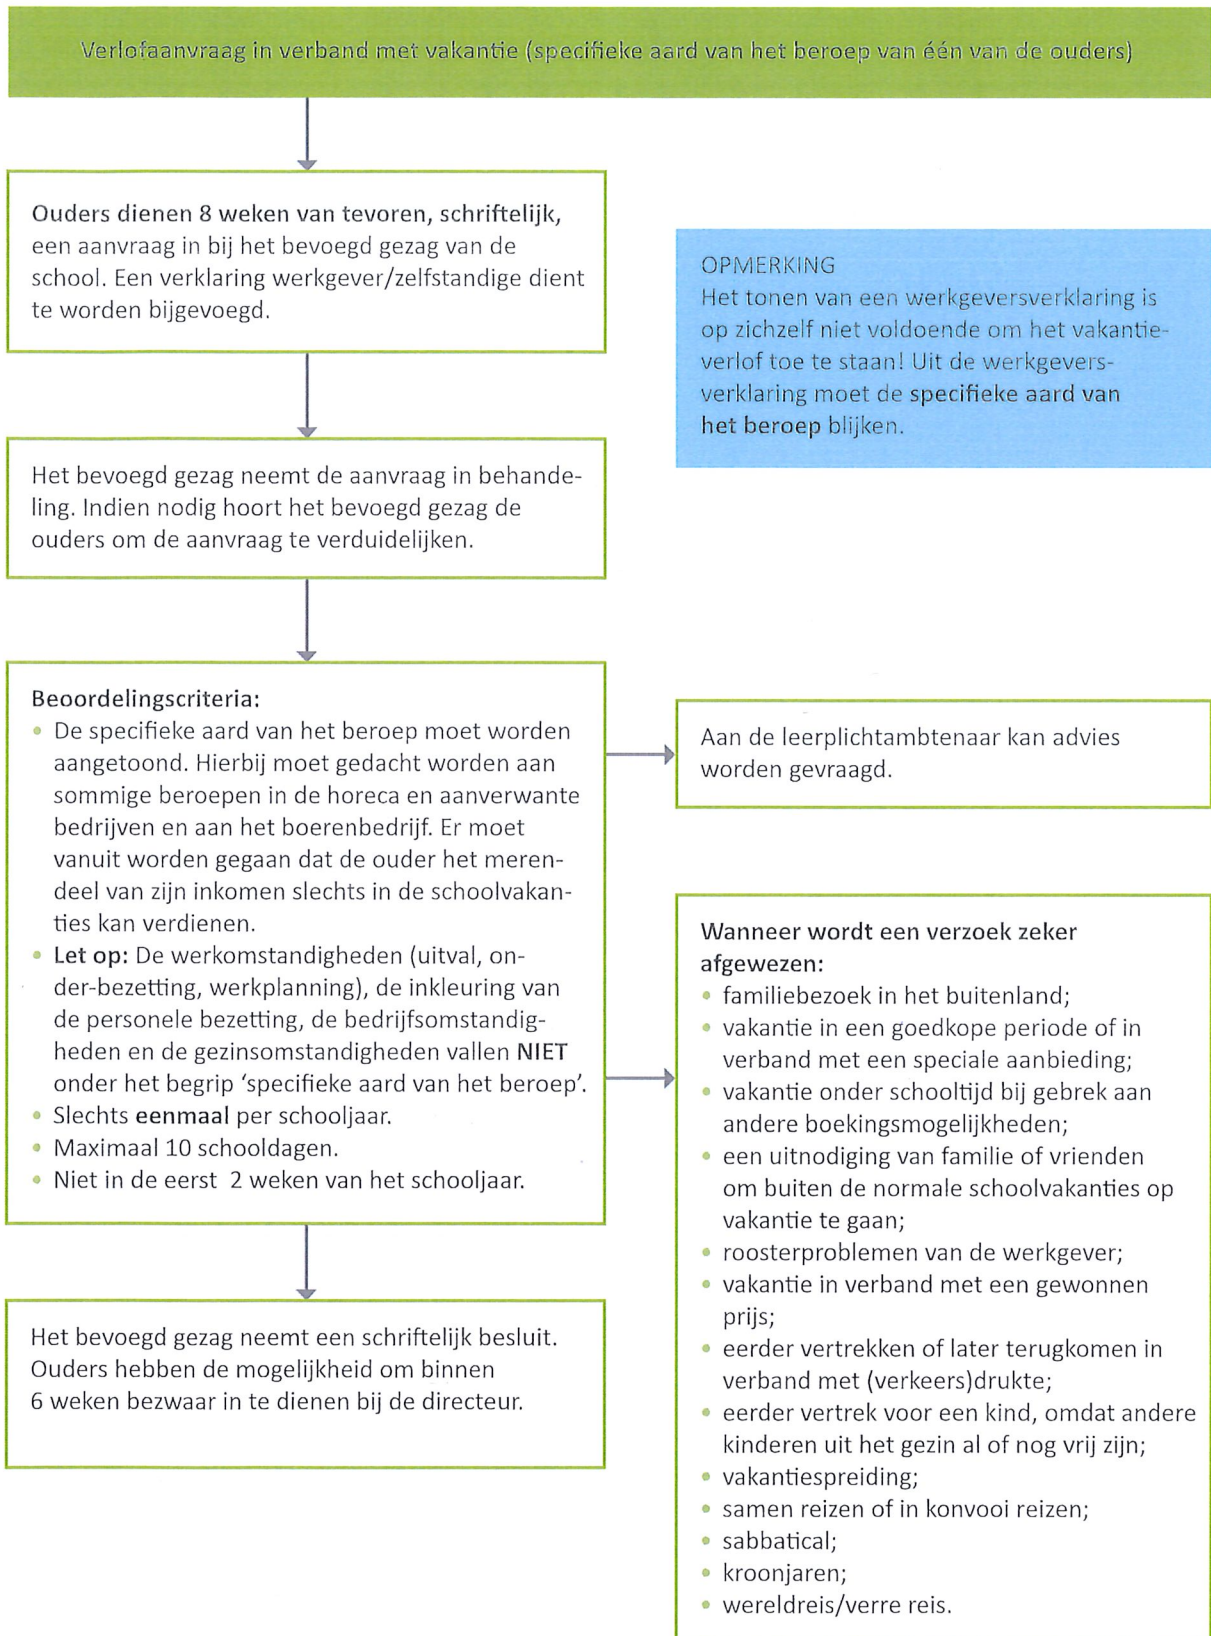 Verlofaanvraag in verband met vakantie (specifieke aard van het beroep van één van de ouders)
Ouders dienen 8 weken van tevoren, schriftelijk,
een aanvraag in bij het bevoegd gezag van de
school. Een verklaring werkgever/zelfstandige dient
te worden bijgevoegd.
OPMERKING
Het tonen van een werkgeversverklaring is
op zichzelf niet voldoende om het vakantie-
verlof toe te staan! Uit de werkgevers-
verklaring moet de specifieke aard van
het beroep blijken.
Het bevoegd gezag neemt de aanvraag in behande-
ling. Indien nodig hoort het bevoegd gezag de
ouders om de aanvraag te verduidelijken.
Beoordelingscriteria:
• De specifieke aard van het beroep moet worden
aangetoond. Hierbij moet gedacht worden aan
sommige beroepen in de horeca en aanverwante
bedrijven en aan het boerenbedrijf. Er moet
vanuit worden gegaan dat de ouder het meren-
deel van zijn inkomen slechts in de schoolvakan-
ties kan verdienen.
• Let op: De werkomstandigheden (uitval, on-
der-bezetting, werkplanning), de inkleuring van
de personele bezetting, de bedrijfsomstandig-
heden en de gezinsomstandigheden vallen NIET
onder het begrip ‘specifieke aard van het beroep’.
• Slechts eenmaal per schooljaar.
• Maximaal 10 schooldagen.
• Niet in de eerst 2 weken van het schooljaar.
Aan de leerplichtambtenaar kan advies
worden gevraagd.
Wanneer wordt een verzoek zeker
afgewezen:
• familiebezoek in het buitenland;
• vakantie in een goedkope periode of in
verband met een speciale aanbieding;
• vakantie onder schooltijd bij gebrek aan
andere boekingsmogelijkheden;
• een uitnodiging van familie of vrienden
om buiten de normale schoolvakanties op
vakantie te gaan;
• roosterproblemen van de werkgever;
• vakantie in verband met een gewonnen
prijs;
• eerder vertrekken of later terugkomen in
verband met (verkeers)drukte;
• eerder vertrek voor een kind, omdat andere
kinderen uit het gezin al of nog vrij zijn;
• vakantiespreiding;
• samen reizen of in konvooi reizen;
• sabbatical;
• kroonjaren;
• wereldreis/verre reis.
Het bevoegd gezag neemt een schriftelijk besluit.
Ouders hebben de mogelijkheid om binnen
6 weken bezwaar in te dienen bij de directeur.